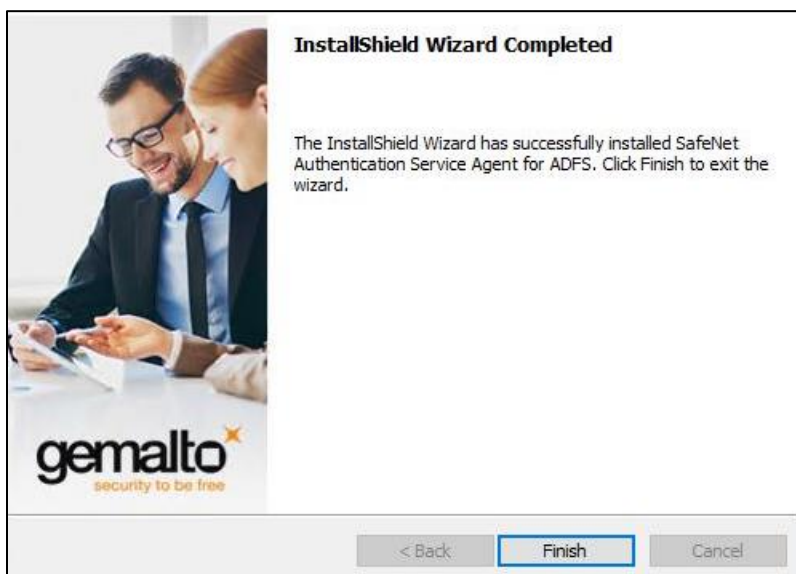 InstallShield Wizard Completed
The InstallShield Wizard has successfully installed SafeNet
Authentication Service Agent for ADFS. Click Finish to exit the
wizard.
gemalto
security to be free
< Back
Finish
Cancel